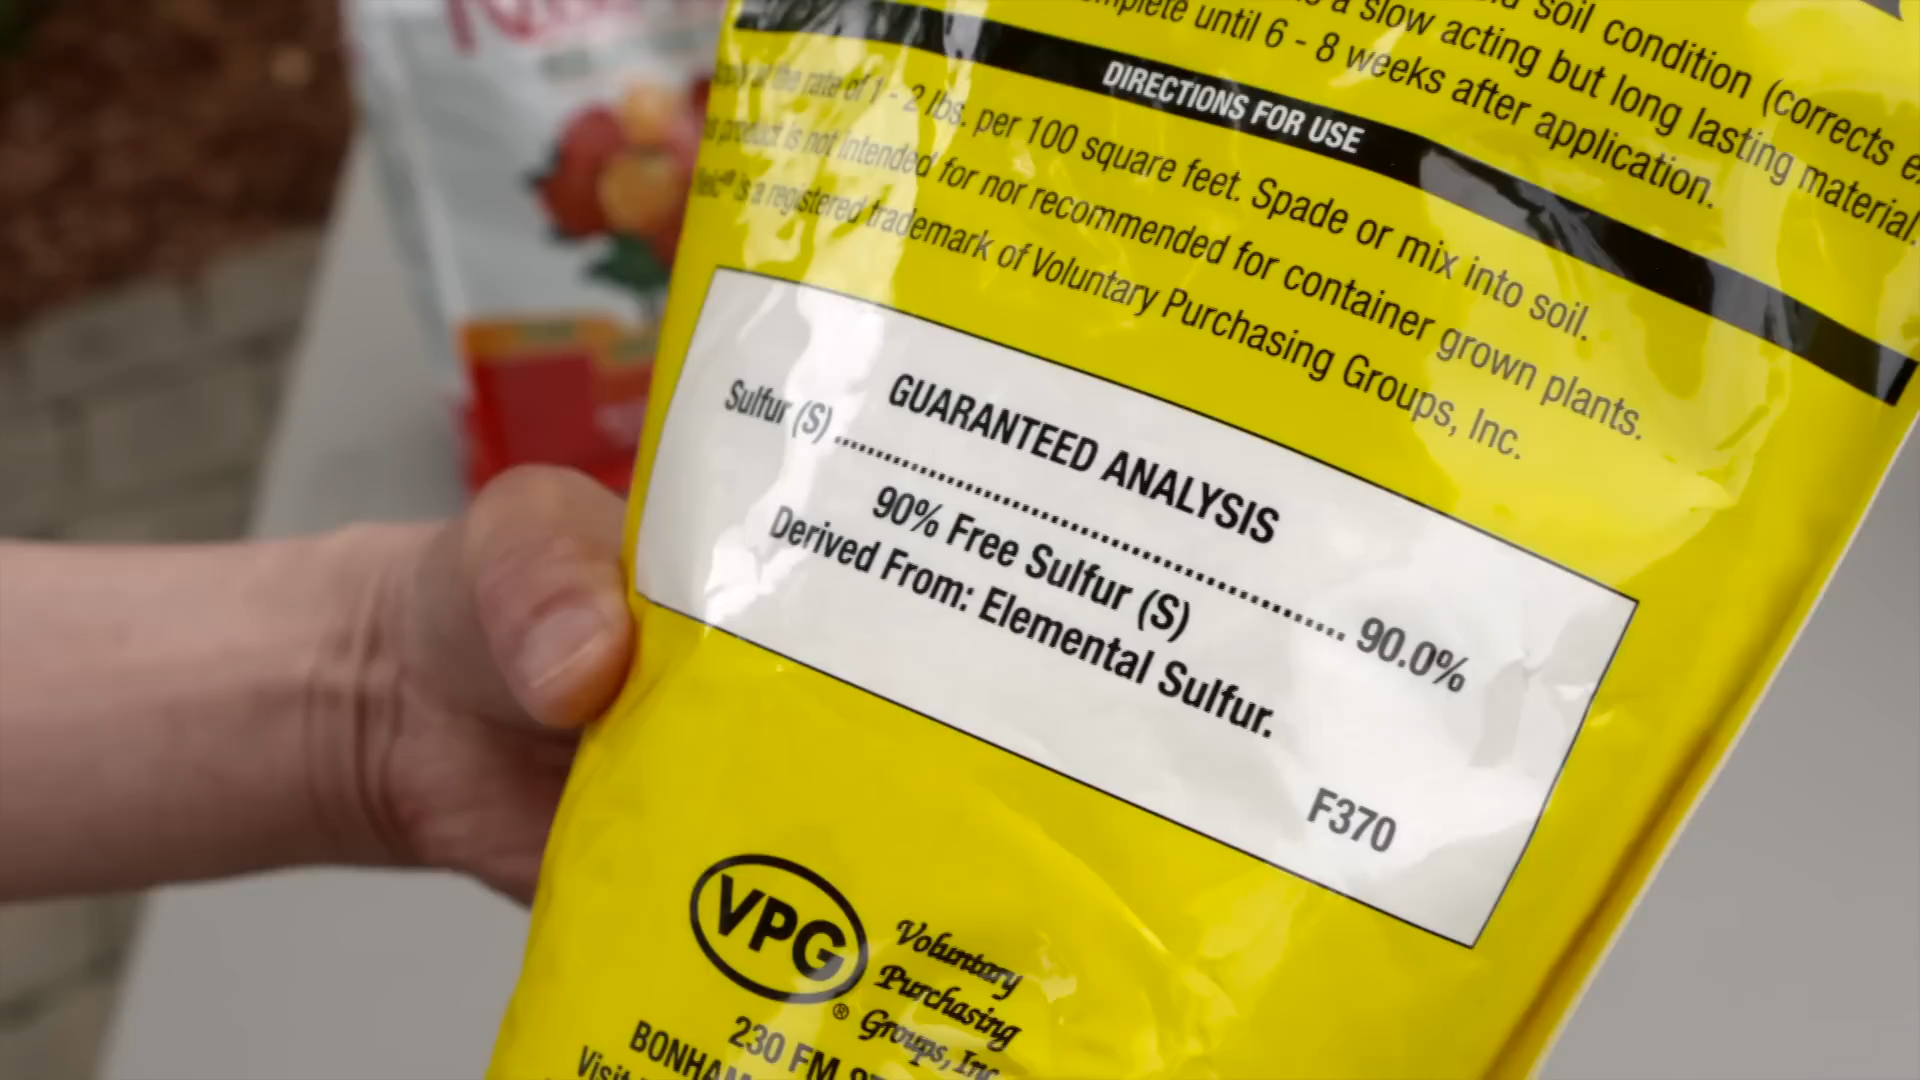 soil condition (corrects
a slow acting but long lasting material.
until 6 - 8 weeks after application.
DIRECTIONS FOR USE
at the rate of 1 - 2 lbs. per 100 square feet. Spade or mix into soil.
product is not intended for nor recommended for container grown plants.
is a registered trademark of Voluntary Purchasing Groups, Inc.
GUARANTEED ANALYSIS
Sulfur (S) ........................................ 90.0%
90% Free Sulfur (S)
Derived From: Elemental Sulfur.
F370
VPG®
Voluntary
Purchasing
Groups, Inc.
230 FM
BONHAM
Visit